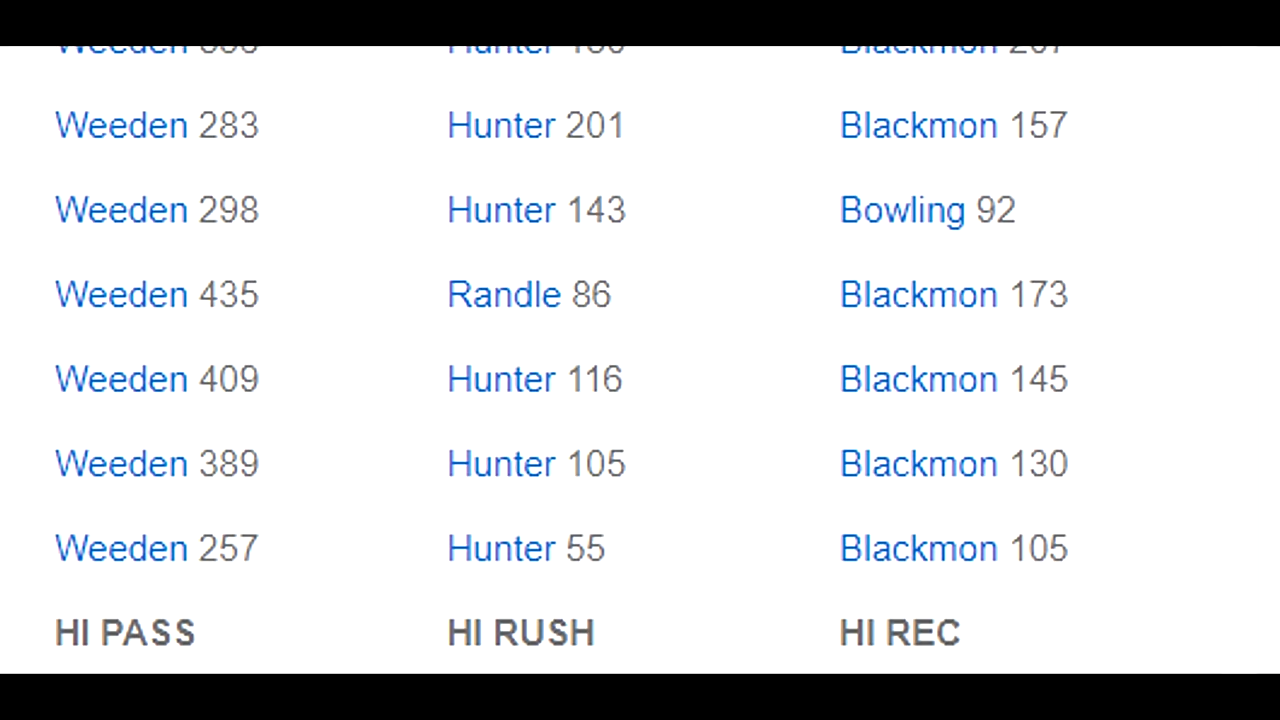 Weeden 283 Hunter 201 Blackmon 157
Weeden 298 Hunter 143 Bowling 92
Weeden 435 Randle 86 Blackmon 173
Weeden 409 Hunter 116 Blackmon 145
Weeden 389 Hunter 105 Blackmon 130
Weeden 257 Hunter 55 Blackmon 105
HI PASS HI RUSH HI REC